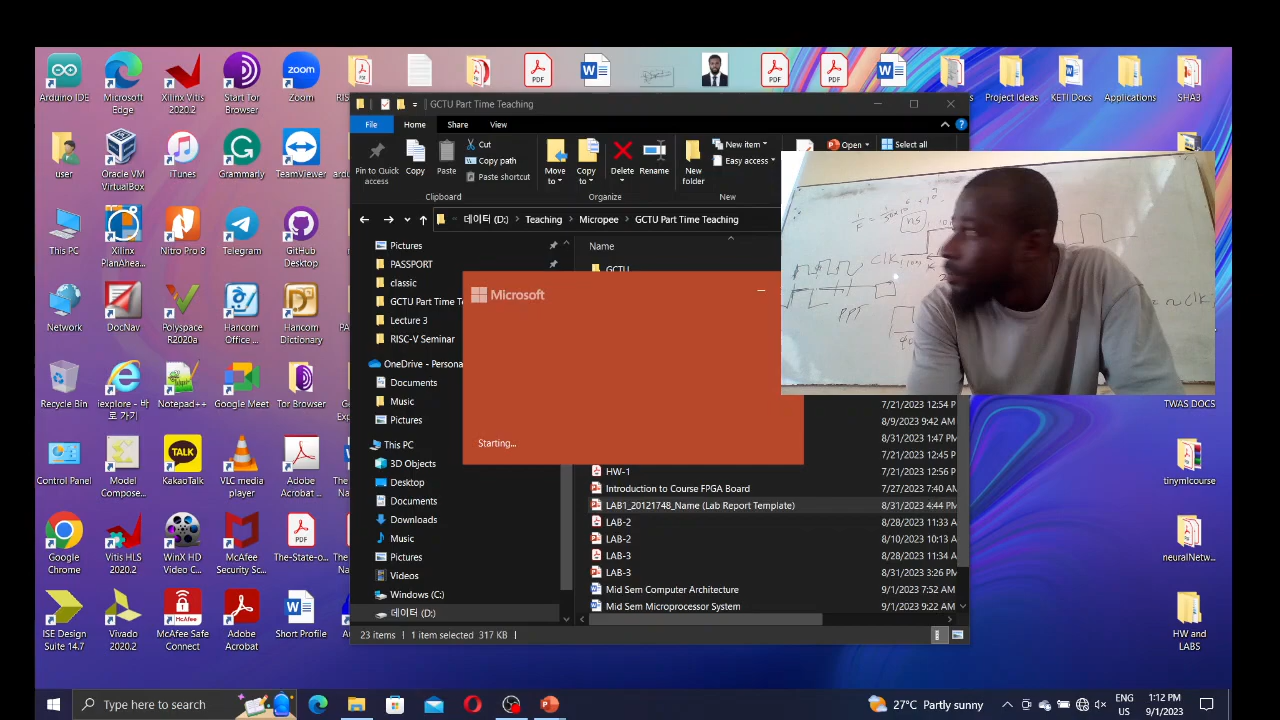 Arduino IDE
Microsoft Edge
Xilinx Vitis 2020.2
Start Tor Browser
Zoom
Project Ideas
KETI Docs
Applications
SHA3
GCTU Part Time Teaching
File
Home
Share
View
Pin to Quick access
Copy
Paste
Cut
Copy path
Paste shortcut
Move to
Copy to
Delete
Rename
New folder
New item
Easy access
Open
Select all
Clipboard
Organize
New
user
Oracle VM VirtualBox
iTunes
Grammarly
TeamViewer
데이터 (D:)
Teaching
Micropee
GCTU Part Time Teaching
This PC
Xilinx PlanAhea...
Nitro Pro 8
Telegram
GitHub Desktop
Pictures
PASSPORT
classic
GCTU Part Time T
Lecture 3
RISC-V Seminar
OneDrive - Persona
Documents
Music
Pictures
This PC
3D Objects
Desktop
Documents
Downloads
Music
Pictures
Videos
Windows (C:)
데이터 (D:)
Name
GCTU
Microsoft
Starting...
CLK
PPT
Network
DocNav
Polyspace R2020a
Hancom Office ...
Hancom Dictionary
Recycle Bin
iexplore - 바로 가기
Notepad++
Google Meet
Tor Browser
TWAS DOCS
Control Panel
Model Compose...
KakaoTalk
VLC media player
Adobe Acrobat ...
tinymlcourse
7/21/2023 12:54 P
8/9/2023 9:42 AM
8/31/2023 1:47 PM
7/21/2023 12:45 P
HW-1 7/21/2023 12:56 P
Introduction to Course FPGA Board 7/27/2023 7:40 AM
LAB1_20121748_Name (Lab Report Template) 8/31/2023 4:44 PM
LAB-2 8/28/2023 11:33 A
LAB-2 8/10/2023 10:13 A
LAB-3 8/28/2023 11:34 A
LAB-3 8/31/2023 3:26 PM
Mid Sem Computer Architecture 9/1/2023 7:52 AM
Mid Sem Microprocessor System 9/1/2023 9:22 AM
Google Chrome
Vitis HLS 2020.2
WinX HD Video C...
McAfee Security Sc...
The-State-o...
neuralNetw...
ISE Design Suite 14.7
Vivado 2020.2
McAfee Safe Connect
Adobe Acrobat
Short Profile
HW and LABS
23 items
1 item selected 317 KB
Type here to search
27°C Partly sunny
ENG
US
1:12 PM
9/1/2023